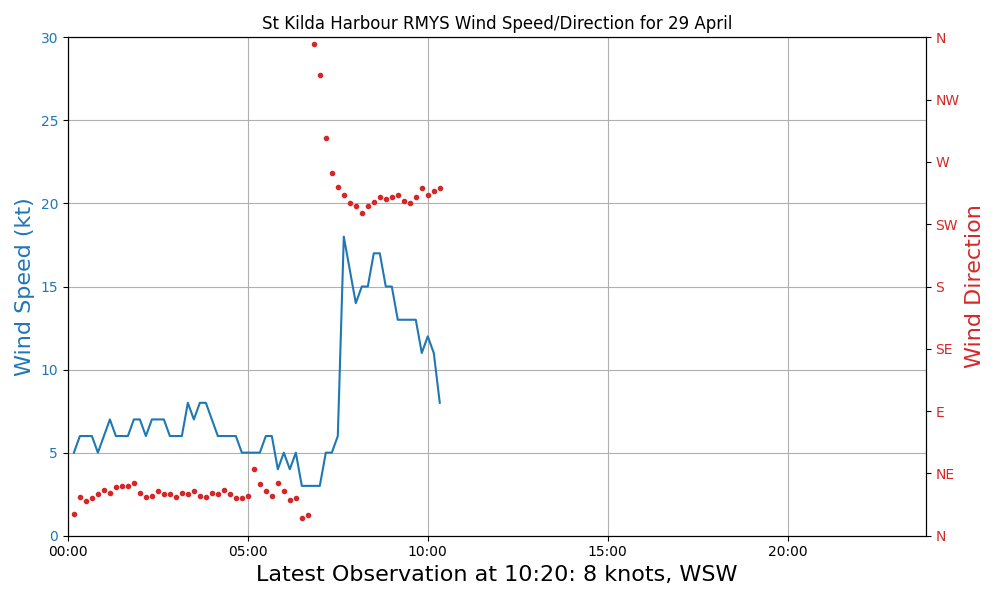 St Kilda Harbour RMYS Wind Speed/Direction for 29 April
30
25
20
15
10
5
0
Wind Speed (kt)
N
NW
W
SW
S
SE
E
NE
N
Wind Direction
00:00
05:00
10:00
15:00
20:00
Latest Observation at 10:20: 8 knots, WSW